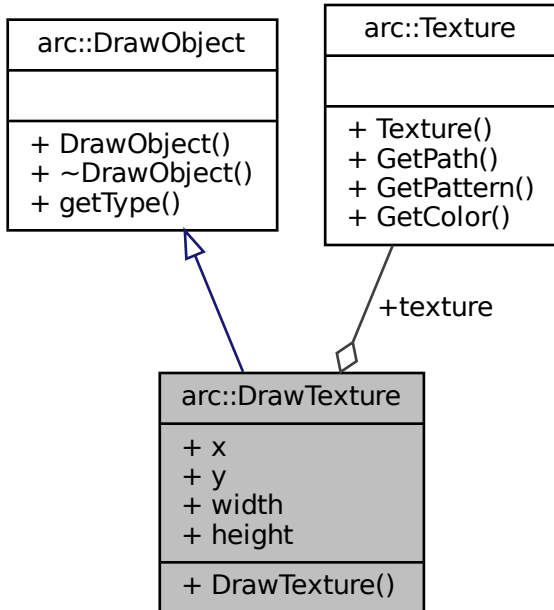 arc::DrawObject
+ DrawObject()
+ ~DrawObject()
+ getType()
arc::Texture
+ Texture()
+ GetPath()
+ GetPattern()
+ GetColor()
+texture
arc::DrawTexture
+ x
+ y
+ width
+ height
+ DrawTexture()